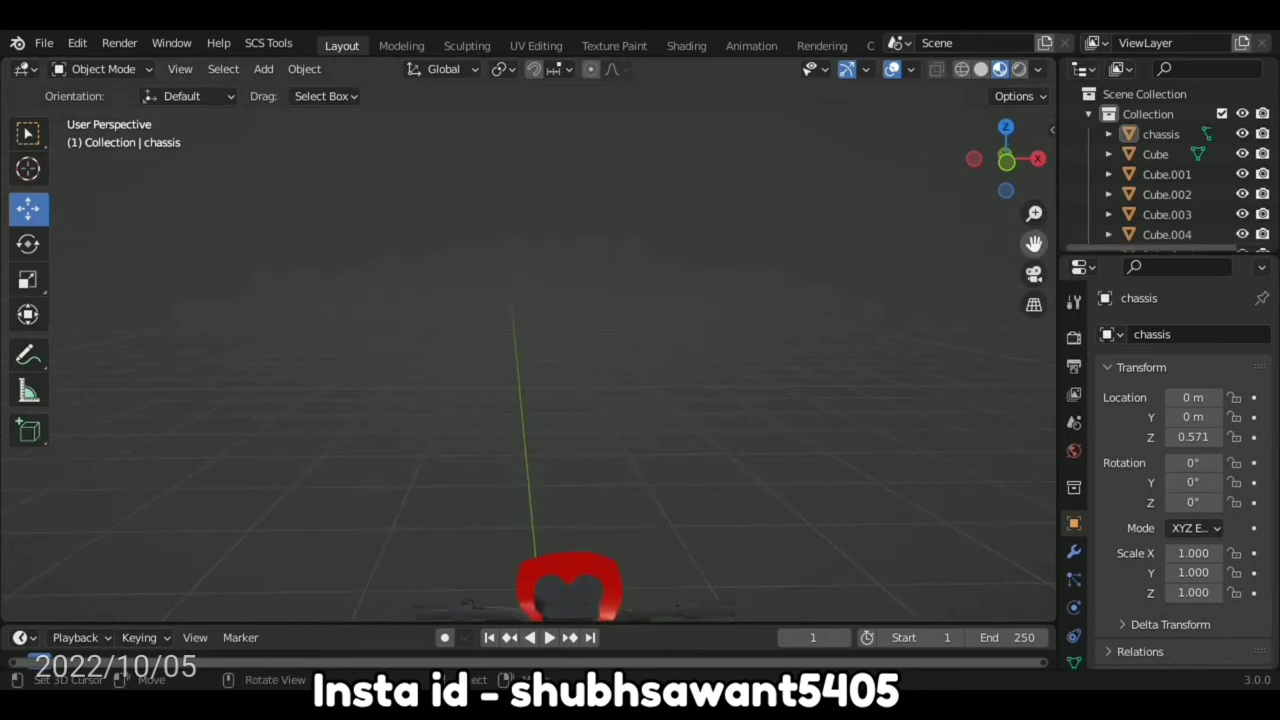 File Edit Render Window Help SCS Tools Layout Modeling Sculpting UV Editing Texture Paint Shading Animation Rendering C Scene ViewLayer
Object Mode View Select Add Object Global
Orientation: Default Drag: Select Box Options
User Perspective
(1) Collection | chassis
Z
X
Scene Collection
Collection
chassis
Cube
Cube.001
Cube.002
Cube.003
Cube.004
chassis
chassis
Transform
Location 0 m
Y 0 m
Z 0.571
Rotation 0°
Y 0°
Z 0°
Mode XYZ E...
Scale X 1.000
Y 1.000
Z 1.000
Delta Transform
Relations
Playback Keying View Marker 1 Start 1 End 250
2022/10/05
Set 3D Cursor Move Rotate View 3.0.0
Insta id - shubhsawant5405